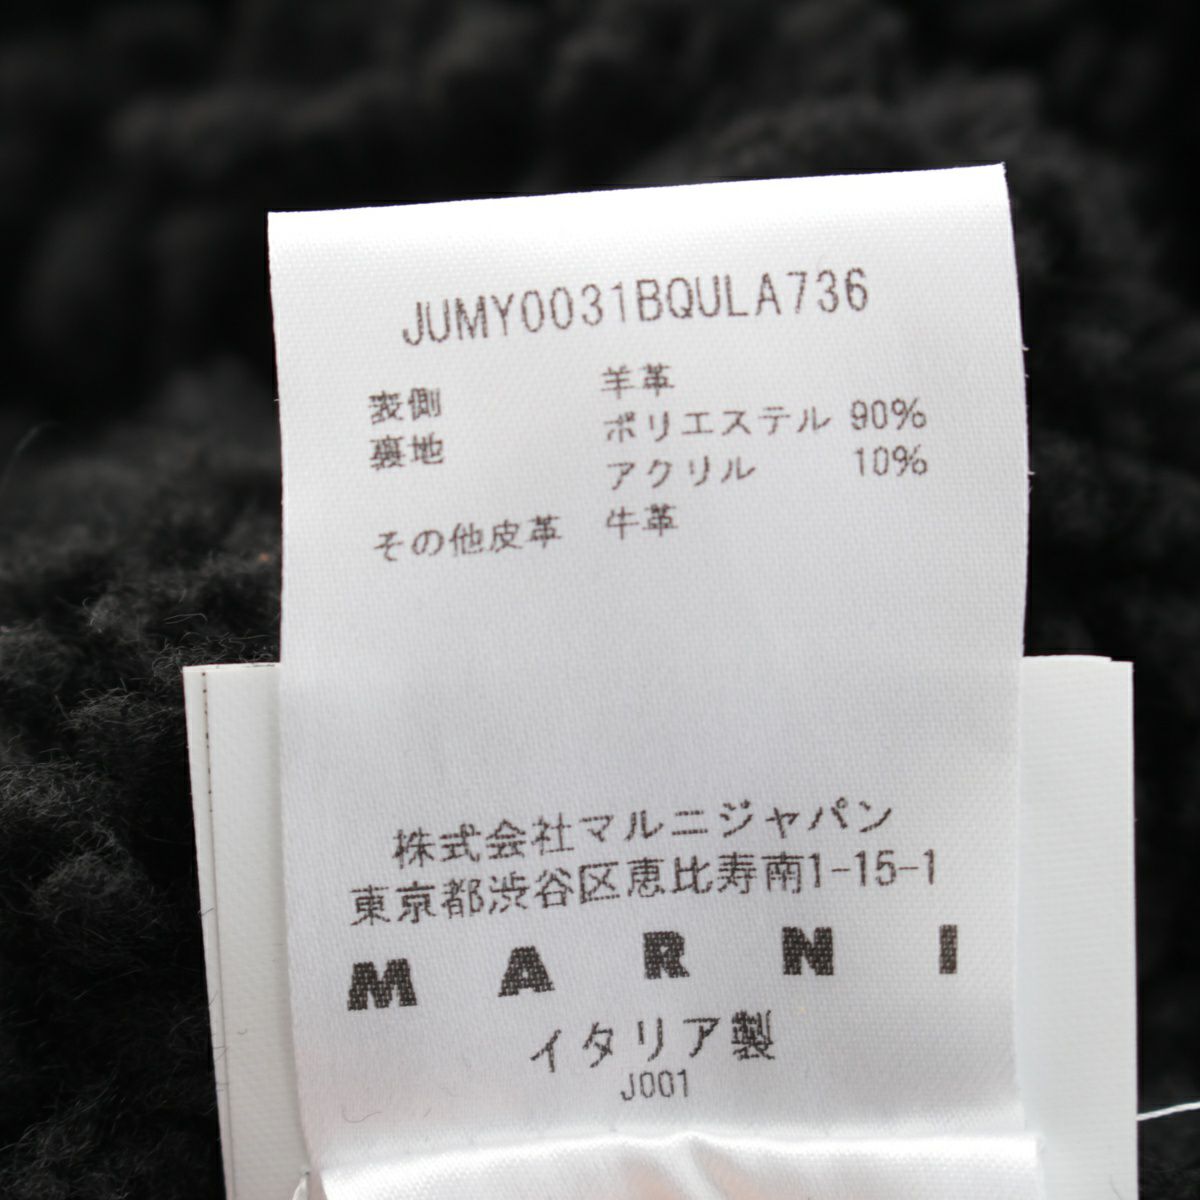 JUMY0031BQULA736
表側 羊革
裏地 ポリエステル 90%
アクリル 10%
その他皮革 牛革
株式会社マルニジャパン
東京都渋谷区恵比寿南1-15-1
MARNI
イタリア製
J001